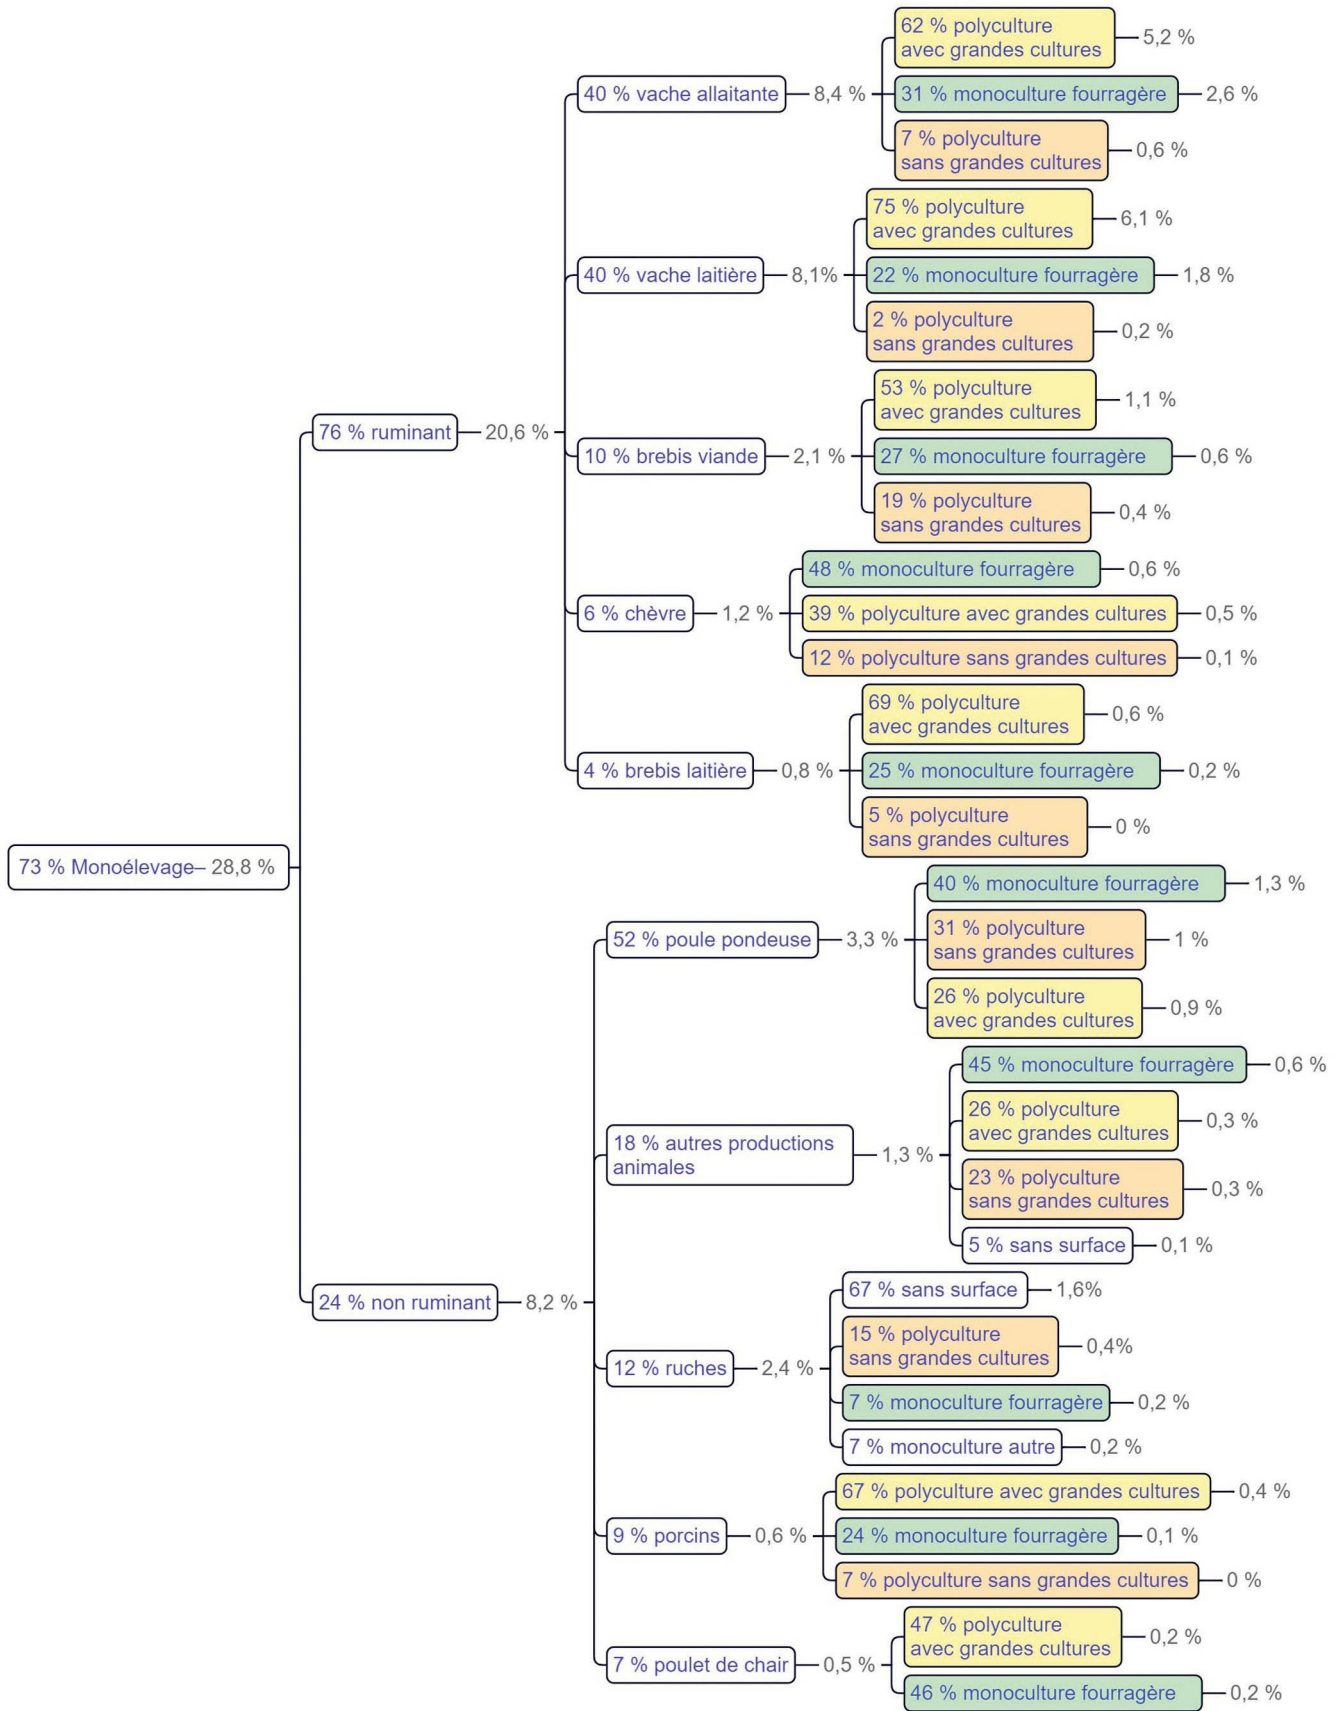 73 % Monoélevage– 28,8 %
76 % ruminant
20,6 %
40 % vache allaitante
8,4 %
62 % polyculture
avec grandes cultures
5,2 %
31 % monoculture fourragère
2,6 %
7 % polyculture
sans grandes cultures
0,6 %
40 % vache laitière
8,1%
75 % polyculture
avec grandes cultures
6,1 %
22 % monoculture fourragère
1,8 %
2 % polyculture
sans grandes cultures
0,2 %
10 % brebis viande
2,1 %
53 % polyculture
avec grandes cultures
1,1 %
27 % monoculture fourragère
0,6 %
19 % polyculture
sans grandes cultures
0,4 %
6 % chèvre
1,2 %
48 % monoculture fourragère
0,6 %
39 % polyculture avec grandes cultures
0,5 %
12 % polyculture sans grandes cultures
0,1 %
4 % brebis laitière
0,8 %
69 % polyculture
avec grandes cultures
0,6 %
25 % monoculture fourragère
0,2 %
5 % polyculture
sans grandes cultures
0 %
24 % non ruminant
8,2 %
52 % poule pondeuse
3,3 %
40 % monoculture fourragère
1,3 %
31 % polyculture
sans grandes cultures
1 %
26 % polyculture
avec grandes cultures
0,9 %
18 % autres productions
animales
1,3 %
45 % monoculture fourragère
0,6 %
26 % polyculture
avec grandes cultures
0,3 %
23 % polyculture
sans grandes cultures
0,3 %
5 % sans surface
0,1 %
12 % ruches
2,4 %
67 % sans surface
1,6%
15 % polyculture
sans grandes cultures
0,4%
7 % monoculture fourragère
0,2 %
7 % monoculture autre
0,2 %
9 % porcins
0,6 %
67 % polyculture avec grandes cultures
0,4 %
24 % monoculture fourragère
0,1 %
7 % polyculture sans grandes cultures
0 %
7 % poulet de chair
0,5 %
47 % polyculture
avec grandes cultures
0,2 %
46 % monoculture fourragère
0,2 %